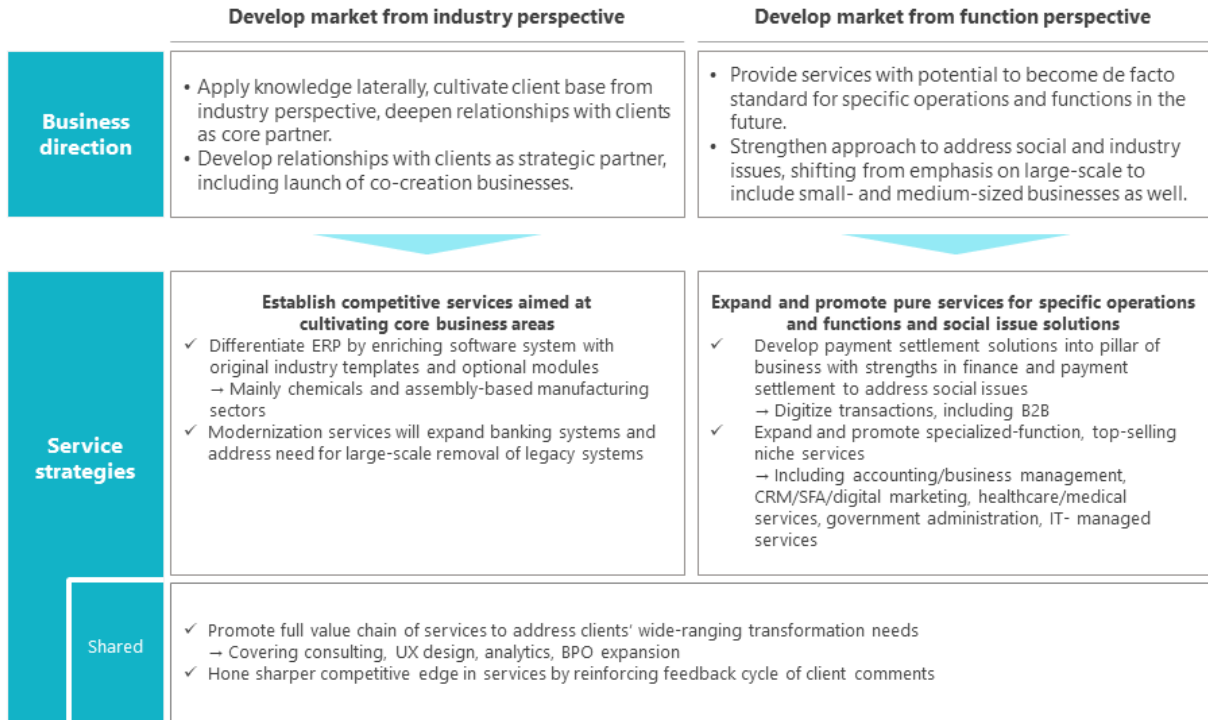 Develop market from industry perspective
Develop market from function perspective
Business
direction
• Apply knowledge laterally, cultivate client base from
industry perspective, deepen relationships with clients
as core partner.
• Develop relationships with clients as strategic partner,
including launch of co-creation businesses.
• Provide services with potential to become de facto
standard for specific operations and functions in the
future.
• Strengthen approach to address social and industry
issues, shifting from emphasis on large-scale to
include small- and medium-sized businesses as well.
Service
strategies
Establish competitive services aimed at
cultivating core business areas
✓ Differentiate ERP by enriching software system with
original industry templates and optional modules
→ Mainly chemicals and assembly-based manufacturing
sectors
✓ Modernization services will expand banking systems and
address need for large-scale removal of legacy systems
Expand and promote pure services for specific operations
and functions and social issue solutions
✓ Develop payment settlement solutions into pillar of
business with strengths in finance and payment
settlement to address social issues
→ Digitize transactions, including B2B
✓ Expand and promote specialized-function, top-selling
niche services
→ Including accounting/business management,
CRM/SFA/digital marketing, healthcare/medical
services, government administration, IT- managed
services
Shared
✓ Promote full value chain of services to address clients' wide-ranging transformation needs
→ Covering consulting, UX design, analytics, BPO expansion
✓ Hone sharper competitive edge in services by reinforcing feedback cycle of client comments